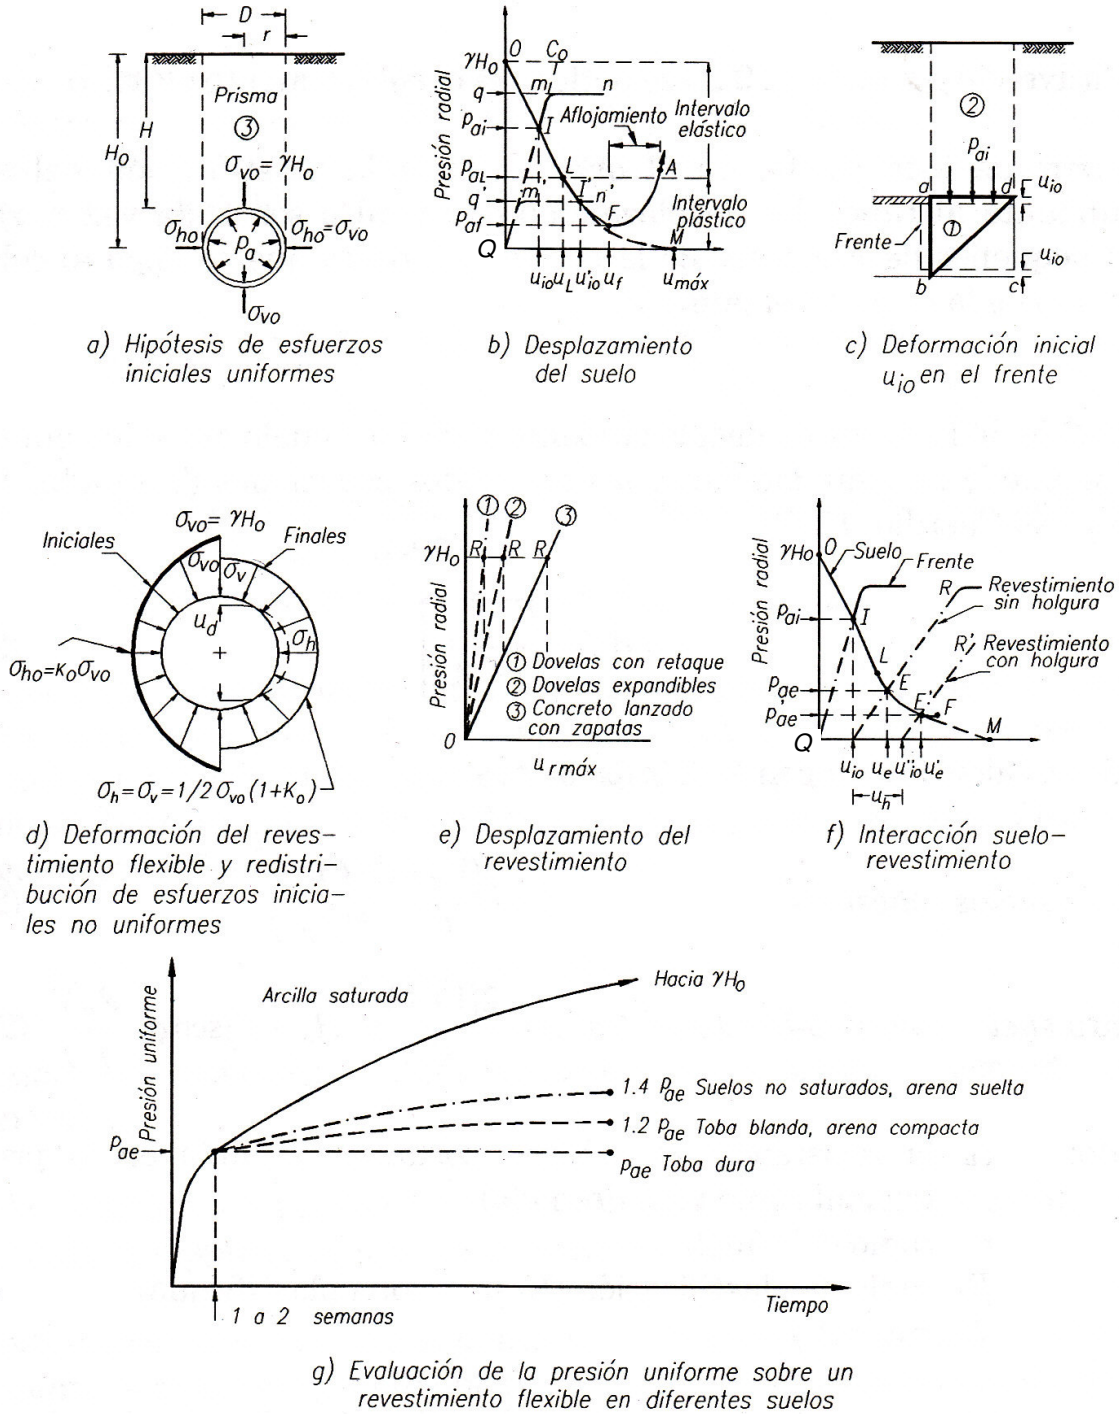 D
r
H₀
H
Prisma
③
σvo = γH₀
σho
Pa
σho = σvo
σvo
a) Hipótesis de esfuerzos
iniciales uniformes
Presión radial
γH₀
O
C₀
q
m
n
Aflojamiento
Intervalo
elástico
Pai
I
PaL
L
A
q'
m'
I'
n'
Intervalo
plástico
Paf
F
Q
M
uio
uL
u'io
uf
umáx
b) Desplazamiento
del suelo
②
Pai
a
d
uio
①
Frente
uio
b
c
c) Deformación inicial
uio en el frente
σvo = γH₀
Iniciales
Finales
σvo
σv
ud
σh
σho = Ko σvo
σh = σv = 1/2 σvo (1 + Ko)
d) Deformación del reves-
timiento flexible y redistri-
bución de esfuerzos inicia-
les no uniformes
Presión radial
① ② ③
γH₀
R R R
① Dovelas con retaque
② Dovelas expandibles
③ Concreto lanzado
con zapatas
O
ur máx
e) Desplazamiento del
revestimiento
Presión radial
γH₀
O
Suelo
Frente
R
Revestimiento
sin holgura
Pai
I
R'
Revestimiento
con holgura
L
Pae
E
P'ae
E'
F
Q
M
uio
ue
u''io
u'e
uh
f) Interacción suelo-
revestimiento
Presión uniforme
Arcilla saturada
Hacia γH₀
1.4 Pae Suelos no saturados, arena suelta
1.2 Pae Toba blanda, arena compacta
Pae
Pae Toba dura
Tiempo
1 a 2 semanas
g) Evaluación de la presión uniforme sobre un
revestimiento flexible en diferentes suelos